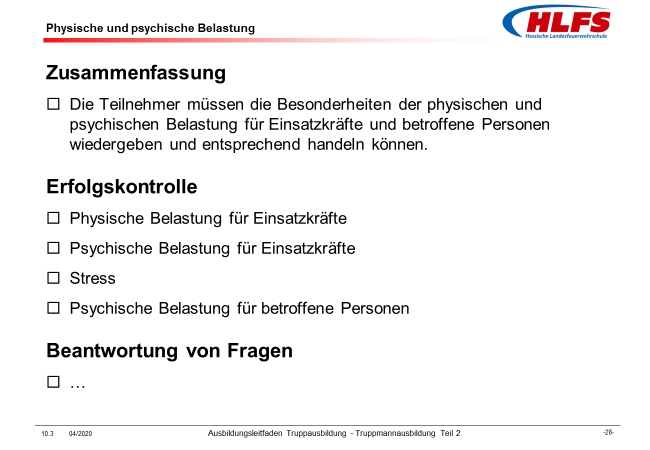 Physische und psychische Belastung
HLFS
Hessische Landesfeuerwehrschule
Zusammenfassung
Die Teilnehmer müssen die Besonderheiten der physischen und
psychischen Belastung für Einsatzkräfte und betroffene Personen
wiedergeben und entsprechend handeln können.
Erfolgskontrolle
Physische Belastung für Einsatzkräfte
Psychische Belastung für Einsatzkräfte
Stress
Psychische Belastung für betroffene Personen
Beantwortung von Fragen
…
10.3 04/2020 Ausbildungsleitfaden Truppausbildung - Truppmannausbildung Teil 2 -28-